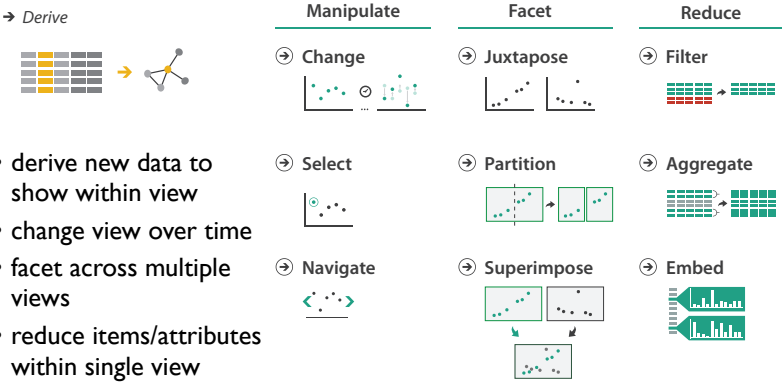 → Derive
• derive new data to
show within view
• change view over time
• facet across multiple
views
• reduce items/attributes
within single view
Manipulate
Change
...
Select
Navigate
Facet
Juxtapose
Partition
Superimpose
Reduce
Filter
Aggregate
Embed